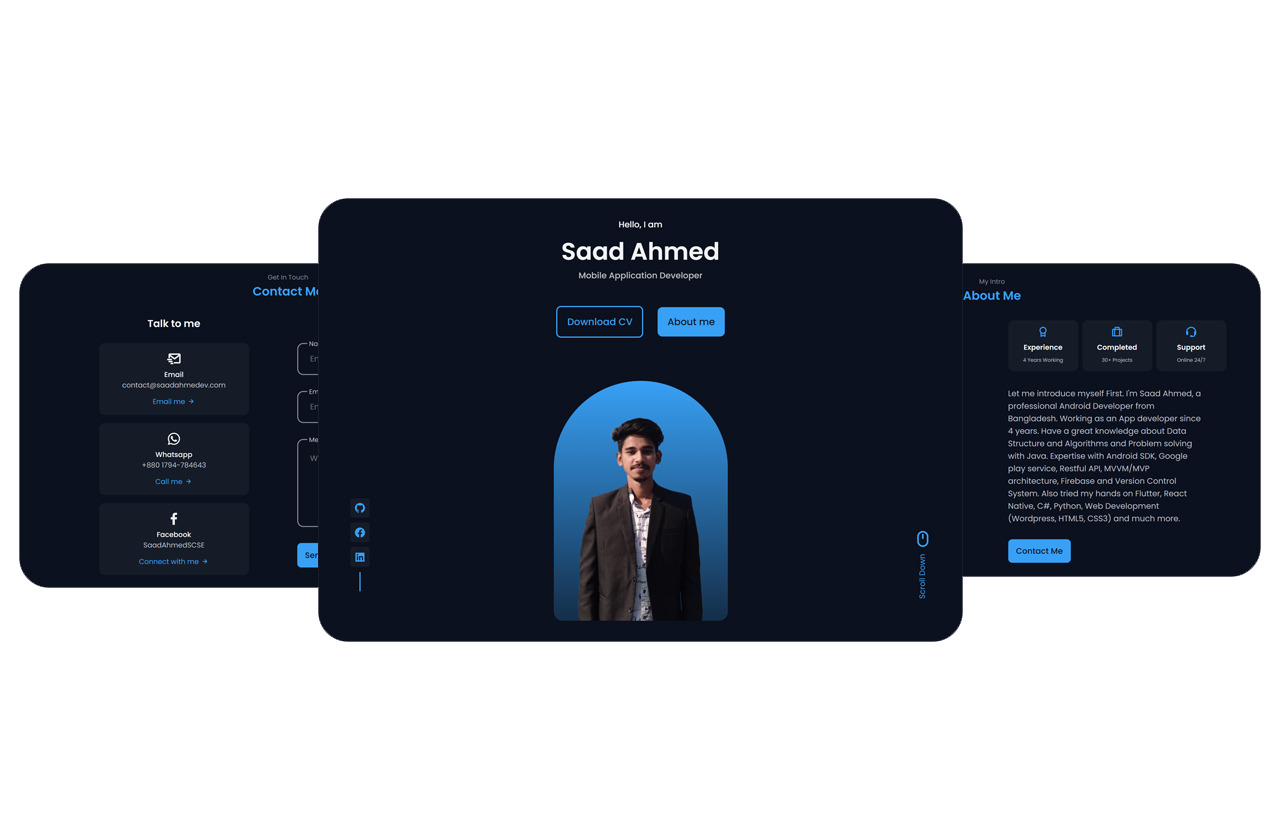 Get In Touch
Contact Me
Talk to me
Email
contact@saadahmedev.com
Email me →
Whatsapp
+880 1794-784643
Call me →
Facebook
SaadAhmedSCSE
Connect with me →
Hello, I am
Saad Ahmed
Mobile Application Developer
Download CV
About me
Scroll Down
My Intro
About Me
Experience
4 Years Working
Completed
30+ Projects
Support
Online 24/7
Let me introduce myself First. I'm Saad Ahmed, a
professional Android Developer from
Bangladesh. Working as an App developer since
4 years. Have a great knowledge about Data
Structure and Algorithms and Problem solving
with Java. Expertise with Android SDK, Google
play service, Restful API, MVVM/MVP
architecture, Firebase and Version Control
System. Also tried my hands on Flutter, React
Native, C#, Python, Web Development
(Wordpress, HTML5, CSS3) and much more.
Contact Me